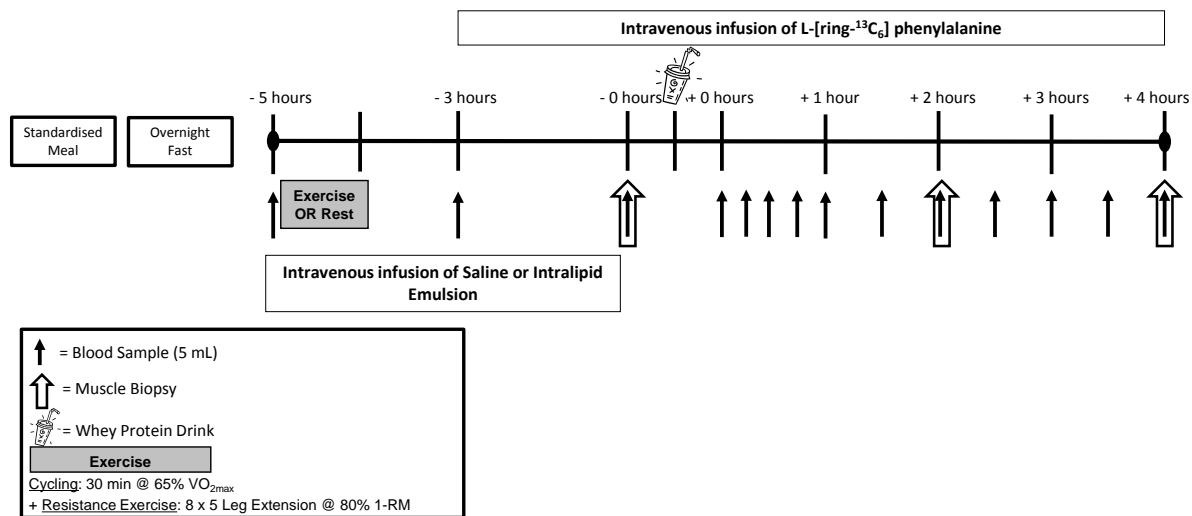 Intravenous infusion of L-[ring-¹³C₆] phenylalanine
- 5 hours
- 3 hours
- 0 hours
+ 0 hours
+ 1 hour
+ 2 hours
+ 3 hours
+ 4 hours
Standardised
Meal
Overnight
Fast
Exercise
OR Rest
Intravenous infusion of Saline or Intralipid
Emulsion
= Blood Sample (5 mL)
= Muscle Biopsy
= Whey Protein Drink
Exercise
Cycling: 30 min @ 65% VO₂max
+ Resistance Exercise: 8 x 5 Leg Extension @ 80% 1-RM